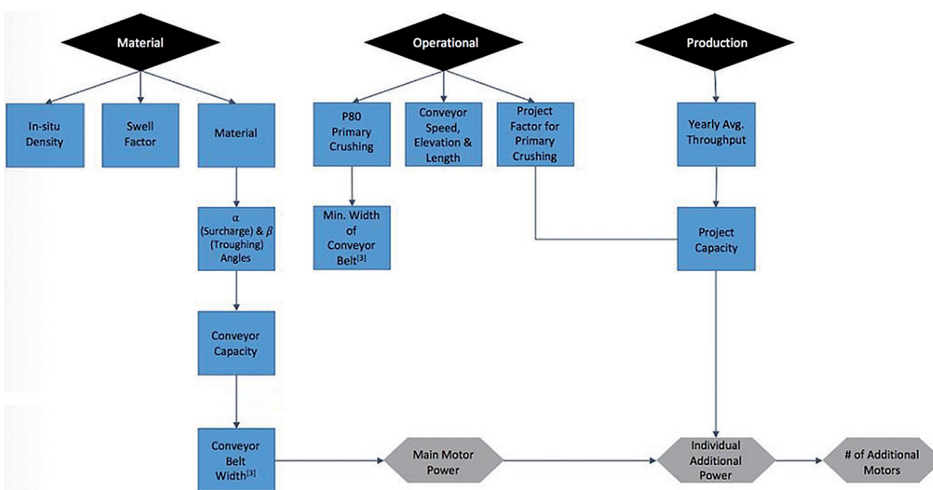 Material
Operational
Production
In-situ
Density
Swell
Factor
Material
P80
Primary
Crushing
Conveyor
Speed,
Elevation &
Length
Project
Factor for
Primary
Crushing
Yearly Avg.
Throughput
α
(Surcharge) & β
(Troughing)
Angles
Min. Width
of
Conveyor
Belt[3]
Project
Capacity
Conveyor
Capacity
Conveyor
Belt
Width[3]
Main Motor
Power
Individual
Additional
Power
# of Additional
Motors